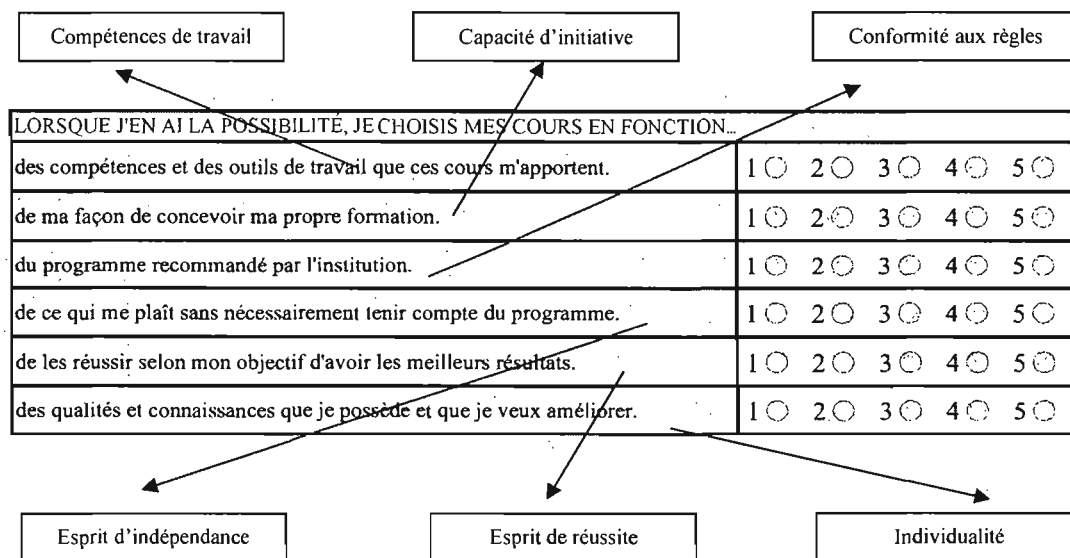 Compétences de travail
Capacité d'initiative
Conformité aux règles
LORSQUE J'EN AI LA POSSIBILITÉ, JE CHOISIS MES COURS EN FONCTION...
des compétences et des outils de travail que ces cours m'apportent. 1 2 3 4 5
de ma façon de concevoir ma propre formation. 1 2 3 4 5
du programme recommandé par l'institution. 1 2 3 4 5
de ce qui me plaît sans nécessairement tenir compte du programme. 1 2 3 4 5
de les réussir selon mon objectif d'avoir les meilleurs résultats. 1 2 3 4 5
des qualités et connaissances que je possède et que je veux améliorer. 1 2 3 4 5
Esprit d'indépendance
Esprit de réussite
Individualité